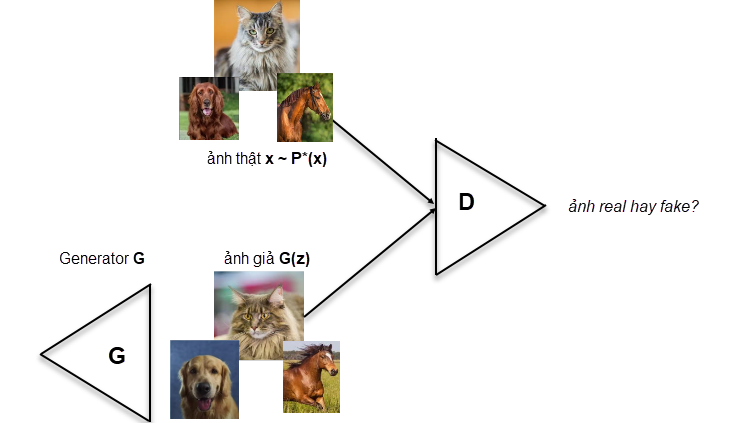 ảnh thật x ~ P*(x)
D
ảnh real hay fake?
Generator G
ảnh giả G(z)
G